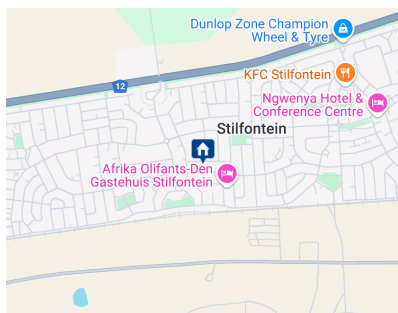 Dunlop Zone Champion
Wheel & Tyre
KFC Stilfontein
12
Ngwenya Hotel &
Conference Centre
Stilfontein
Afrika Olifants-Den
Gastehuis Stilfontein